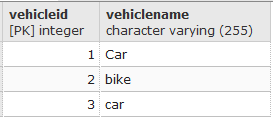 vehicleid vehiclename
[PK] integer character varying (255)
1 Car
2 bike
3 car